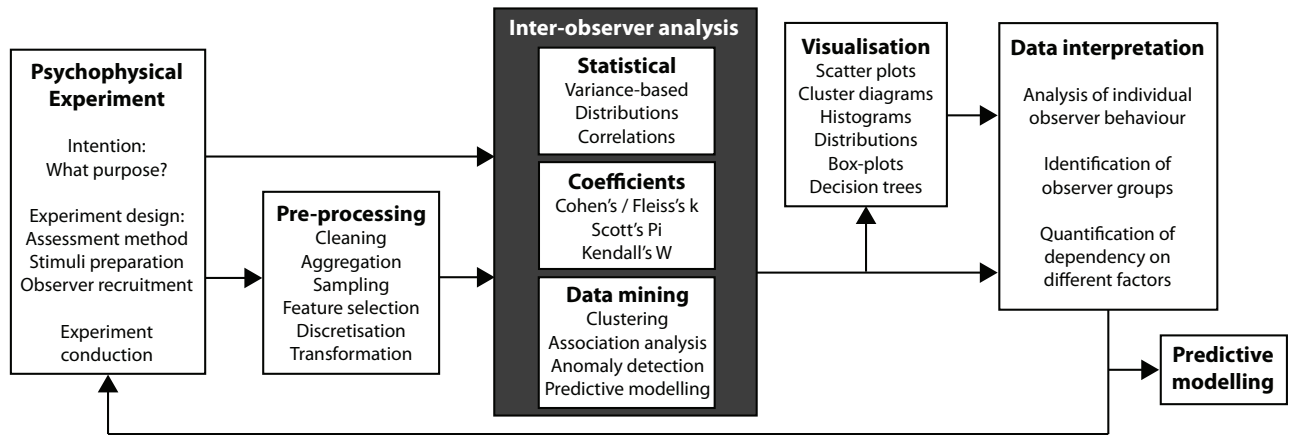 Psychophysical
Experiment
Intention:
What purpose?
Experiment design:
Assessment method
Stimuli preparation
Observer recruitment
Experiment
conduction
Pre-processing
Cleaning
Aggregation
Sampling
Feature selection
Discretisation
Transformation
Inter-observer analysis
Statistical
Variance-based
Distributions
Correlations
Coefficients
Cohen's / Fleiss's k
Scott's Pi
Kendall's W
Data mining
Clustering
Association analysis
Anomaly detection
Predictive modelling
Visualisation
Scatter plots
Cluster diagrams
Histograms
Distributions
Box-plots
Decision trees
Data interpretation
Analysis of individual
observer behaviour
Identification of
observer groups
Quantification of
dependency on
different factors
Predictive
modelling